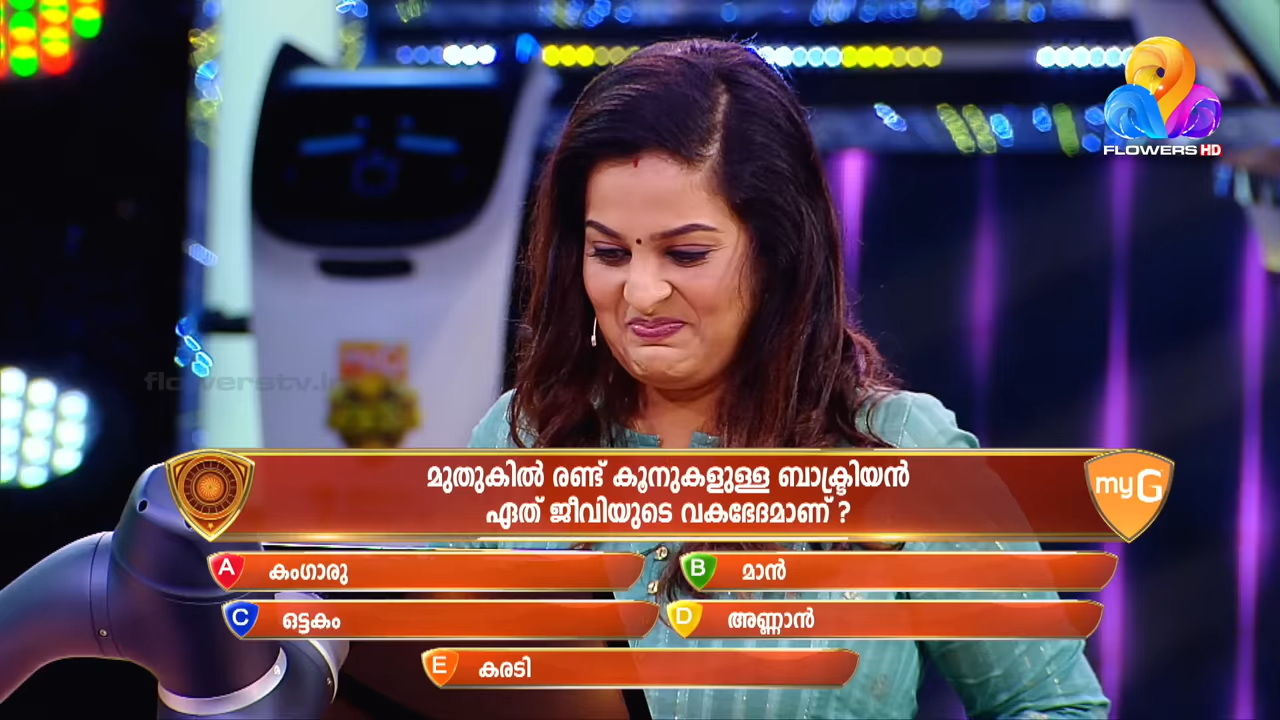 FLOWERS HD
flowerstv.in
മുതുകിൽ രണ്ട് കൂനുകളുള്ള ബാക്ട്രിയൻ
ഏത് ജീവിയുടെ വകഭേദമാണ് ?
myG
A കംഗാരു
B മാൻ
C ഒട്ടകം
D അണ്ണാൻ
E കരടി